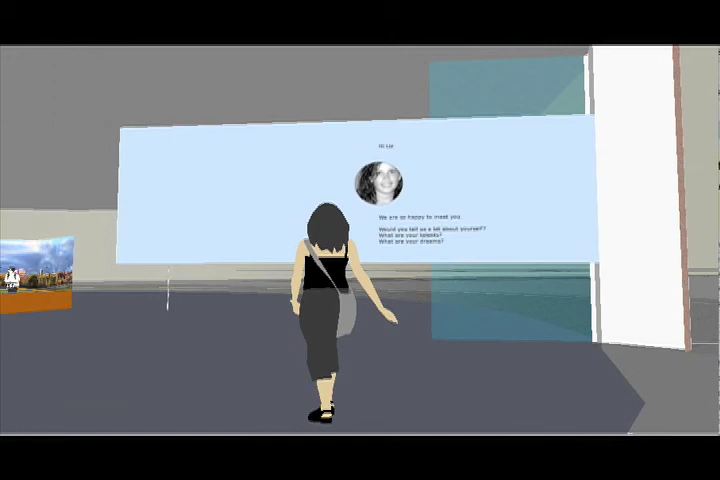 Hi Liz
We are so happy to meet you.
Would you tell us a bit about yourself?
What are your talents?
What are your dreams?